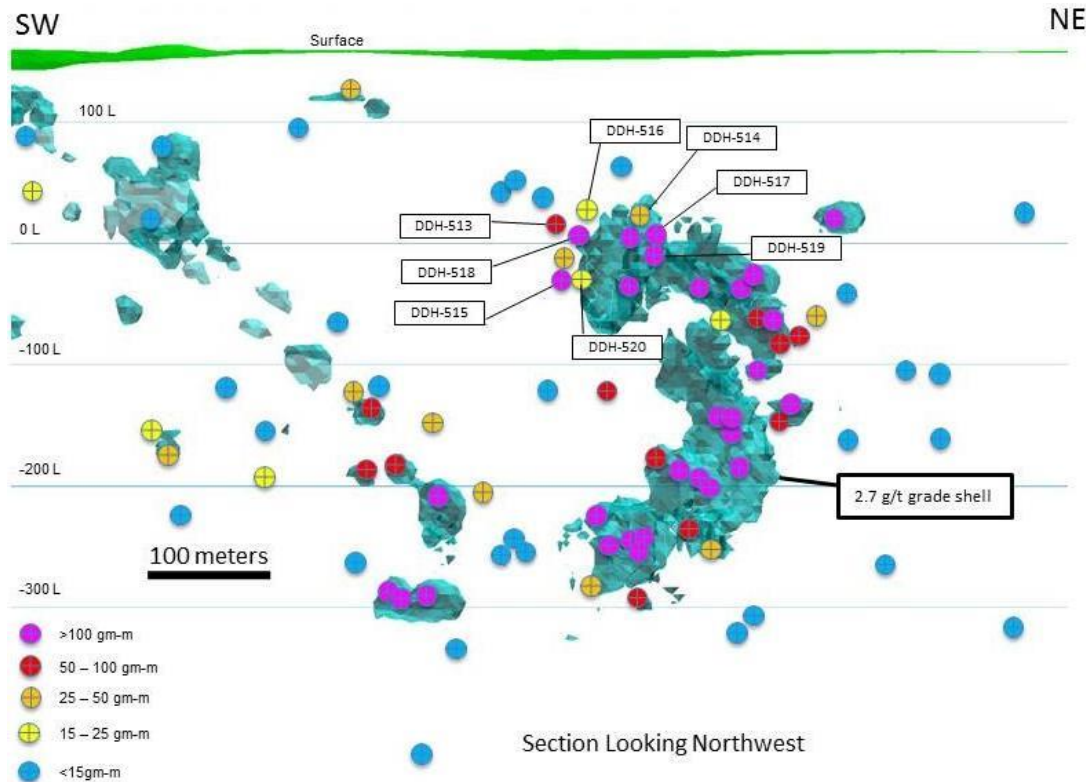 SW
NE
Surface
100 L
DDH-516
DDH-514
DDH-517
DDH-513
0 L
DDH-519
DDH-518
DDH-515
DDH-520
-100 L
-200 L
2.7 g/t grade shell
100 meters
-300 L
>100 gm-m
50 – 100 gm-m
25 – 50 gm-m
15 – 25 gm-m
<15gm-m
Section Looking Northwest